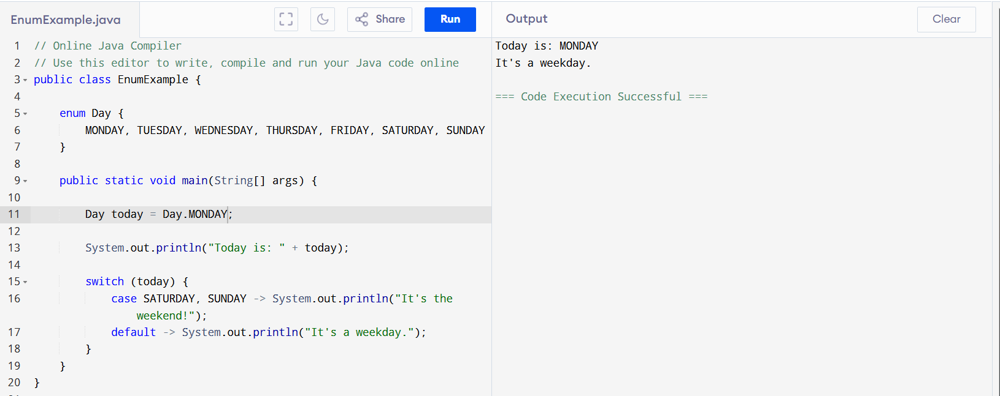 EnumExample.java
Share
Run
Output
Clear
1 // Online Java Compiler
2 // Use this editor to write, compile and run your Java code online
3 public class EnumExample {
4
5     enum Day {
6         MONDAY, TUESDAY, WEDNESDAY, THURSDAY, FRIDAY, SATURDAY, SUNDAY
7     }
8
9     public static void main(String[] args) {
10
11         Day today = Day.MONDAY;
12
13         System.out.println("Today is: " + today);
14
15         switch (today) {
16             case SATURDAY, SUNDAY -> System.out.println("It's the
weekend!");
17             default -> System.out.println("It's a weekday.");
18         }
19     }
20 }
Today is: MONDAY
It's a weekday.
=== Code Execution Successful ===